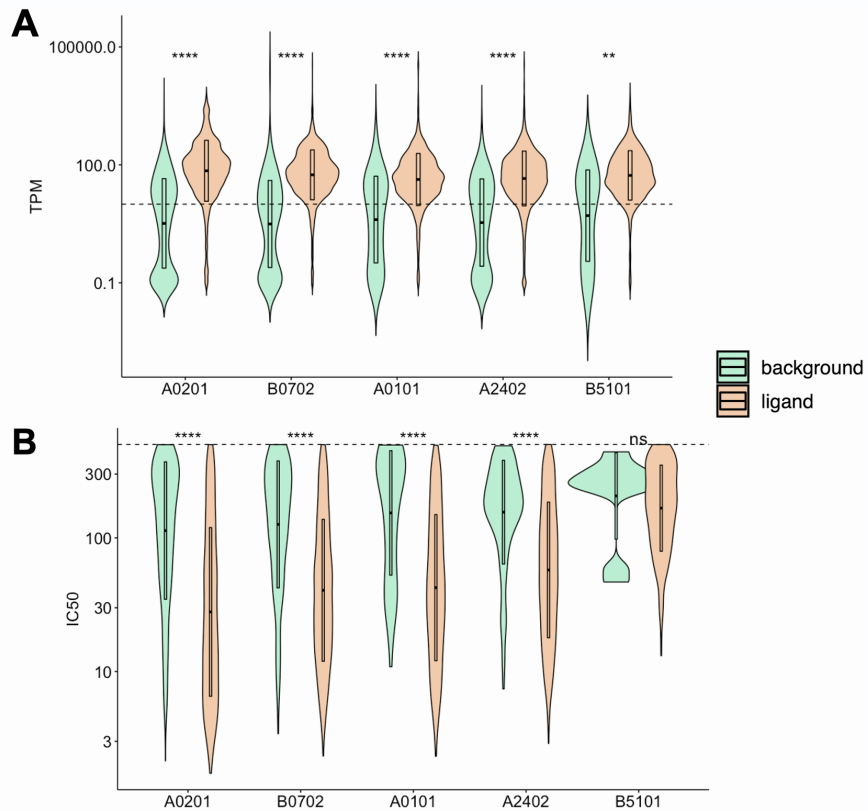 A
100000.0
100.0
0.1
TPM
**** **** **** **** **
A0201 B0702 A0101 A2402 B5101
background
ligand
B
**** **** **** **** ns
300
100
30
10
3
IC50
A0201 B0702 A0101 A2402 B5101